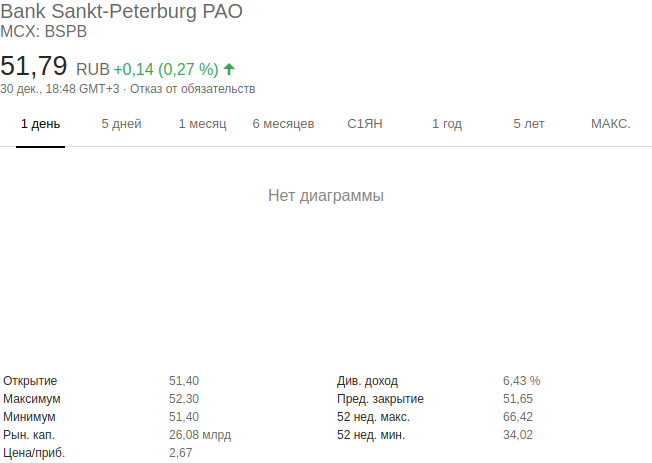 Bank Sankt-Peterburg PAO
MCX: BSPB
51,79 RUB +0,14 (0,27 %)
30 дек., 18:48 GMT+3 · Отказ от обязательств
1 день 5 дней 1 месяц 6 месяцев С1ЯН 1 год 5 лет МАКС.
Нет диаграммы
Открытие 51,40 Див. доход 6,43 %
Максимум 52,30 Пред. закрытие 51,65
Минимум 51,40 52 нед. макс. 66,42
Рын. кап. 26,08 млрд 52 нед. мин. 34,02
Цена/приб. 2,67